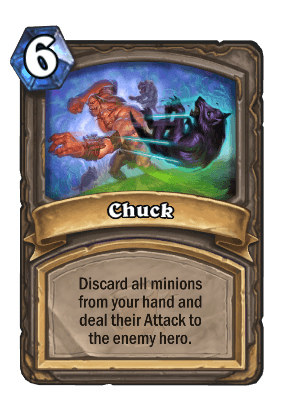 6
Chuck
Discard all minions
from your hand and
deal their Attack to
the enemy hero.